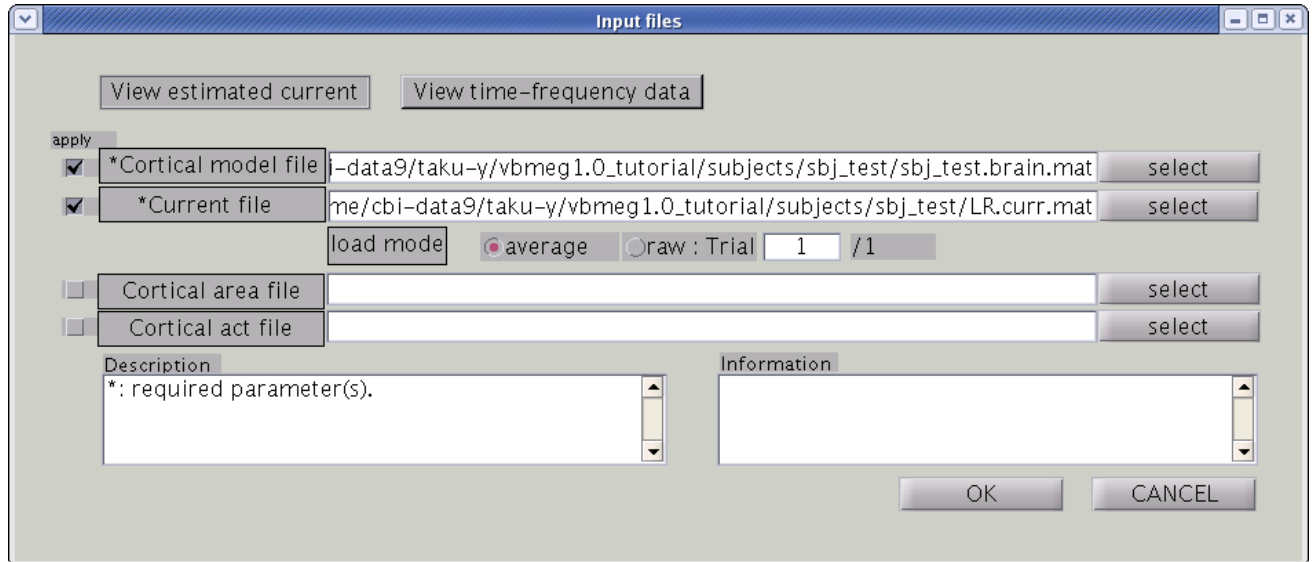 Input files
View estimated current View time-frequency data
apply
*Cortical model file i-data9/taku-y/vbmeg1.0_tutorial/subjects/sbj_test/sbj_test.brain.mat select
*Current file me/cbi-data9/taku-y/vbmeg1.0_tutorial/subjects/sbj_test/LR.curr.mat select
load mode average raw : Trial 1 /1
Cortical area file select
Cortical act file select
Description Information
*: required parameter(s).
OK CANCEL